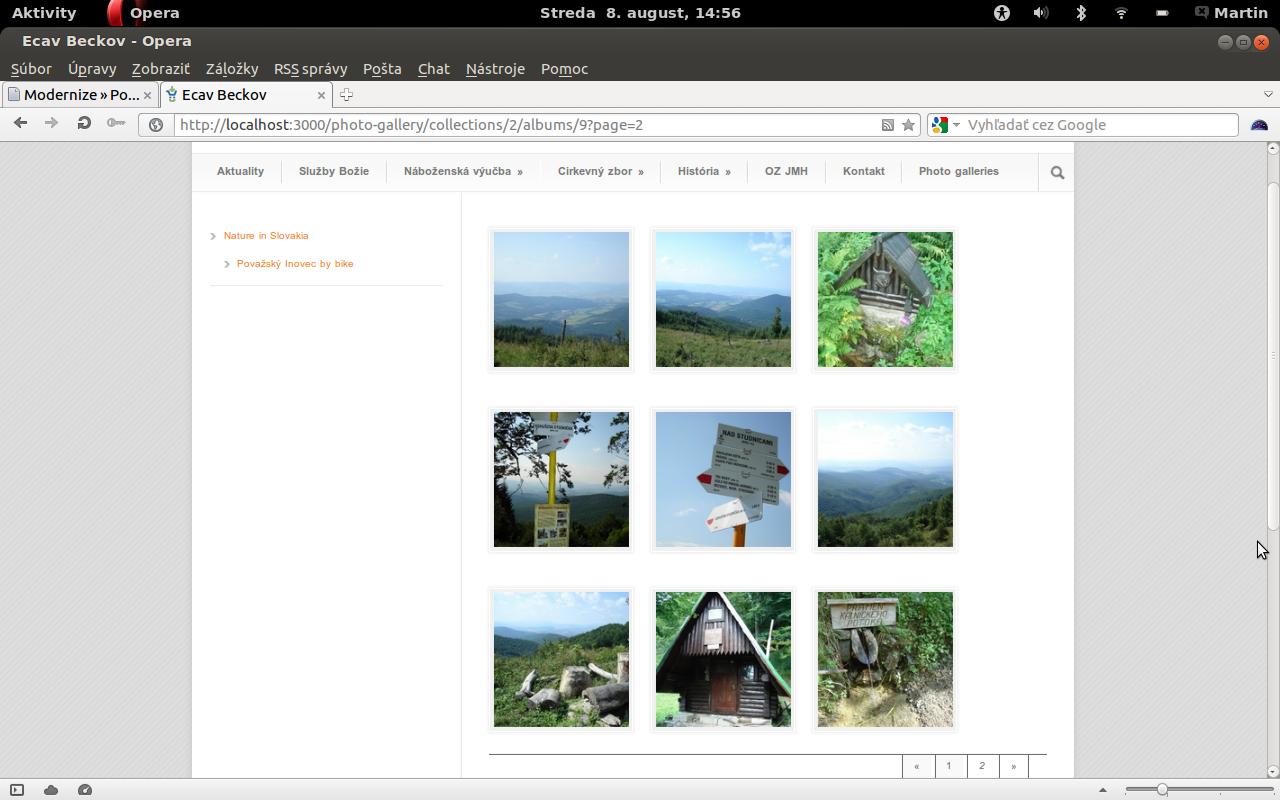 Aktivity Opera Streda 8. august, 14:56 Martin
Ecav Beckov - Opera
Súbor Úpravy Zobraziť Záložky RSS správy Pošta Chat Nástroje Pomoc
Modernize » Po... Ecav Beckov
http://localhost:3000/photo-gallery/collections/2/albums/9?page=2 Vyhľadať cez Google
Aktuality Služby Božie Náboženská výučba » Cirkevný zbor » História » OZ JMH Kontakt Photo galleries
Nature in Slovakia
Považský Inovec by bike
NAD STUDNICAMI
PRAMEŇ
KALNICKÉHO
POTOKA
« 1 2 »